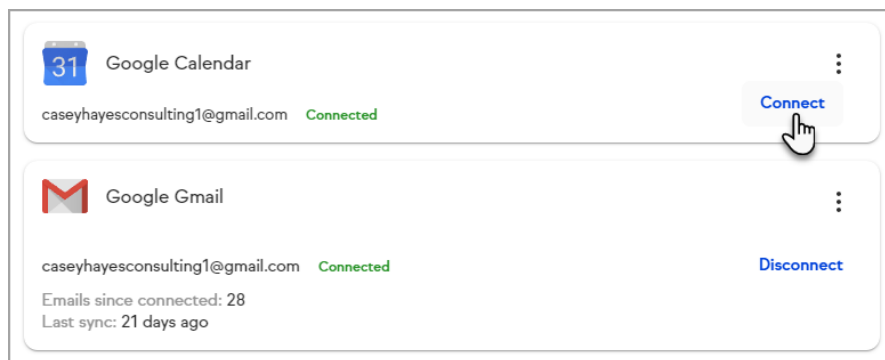 31 Google Calendar
caseyhayesconsulting1@gmail.com Connected
Connect
Google Gmail
caseyhayesconsulting1@gmail.com Connected
Disconnect
Emails since connected: 28
Last sync: 21 days ago